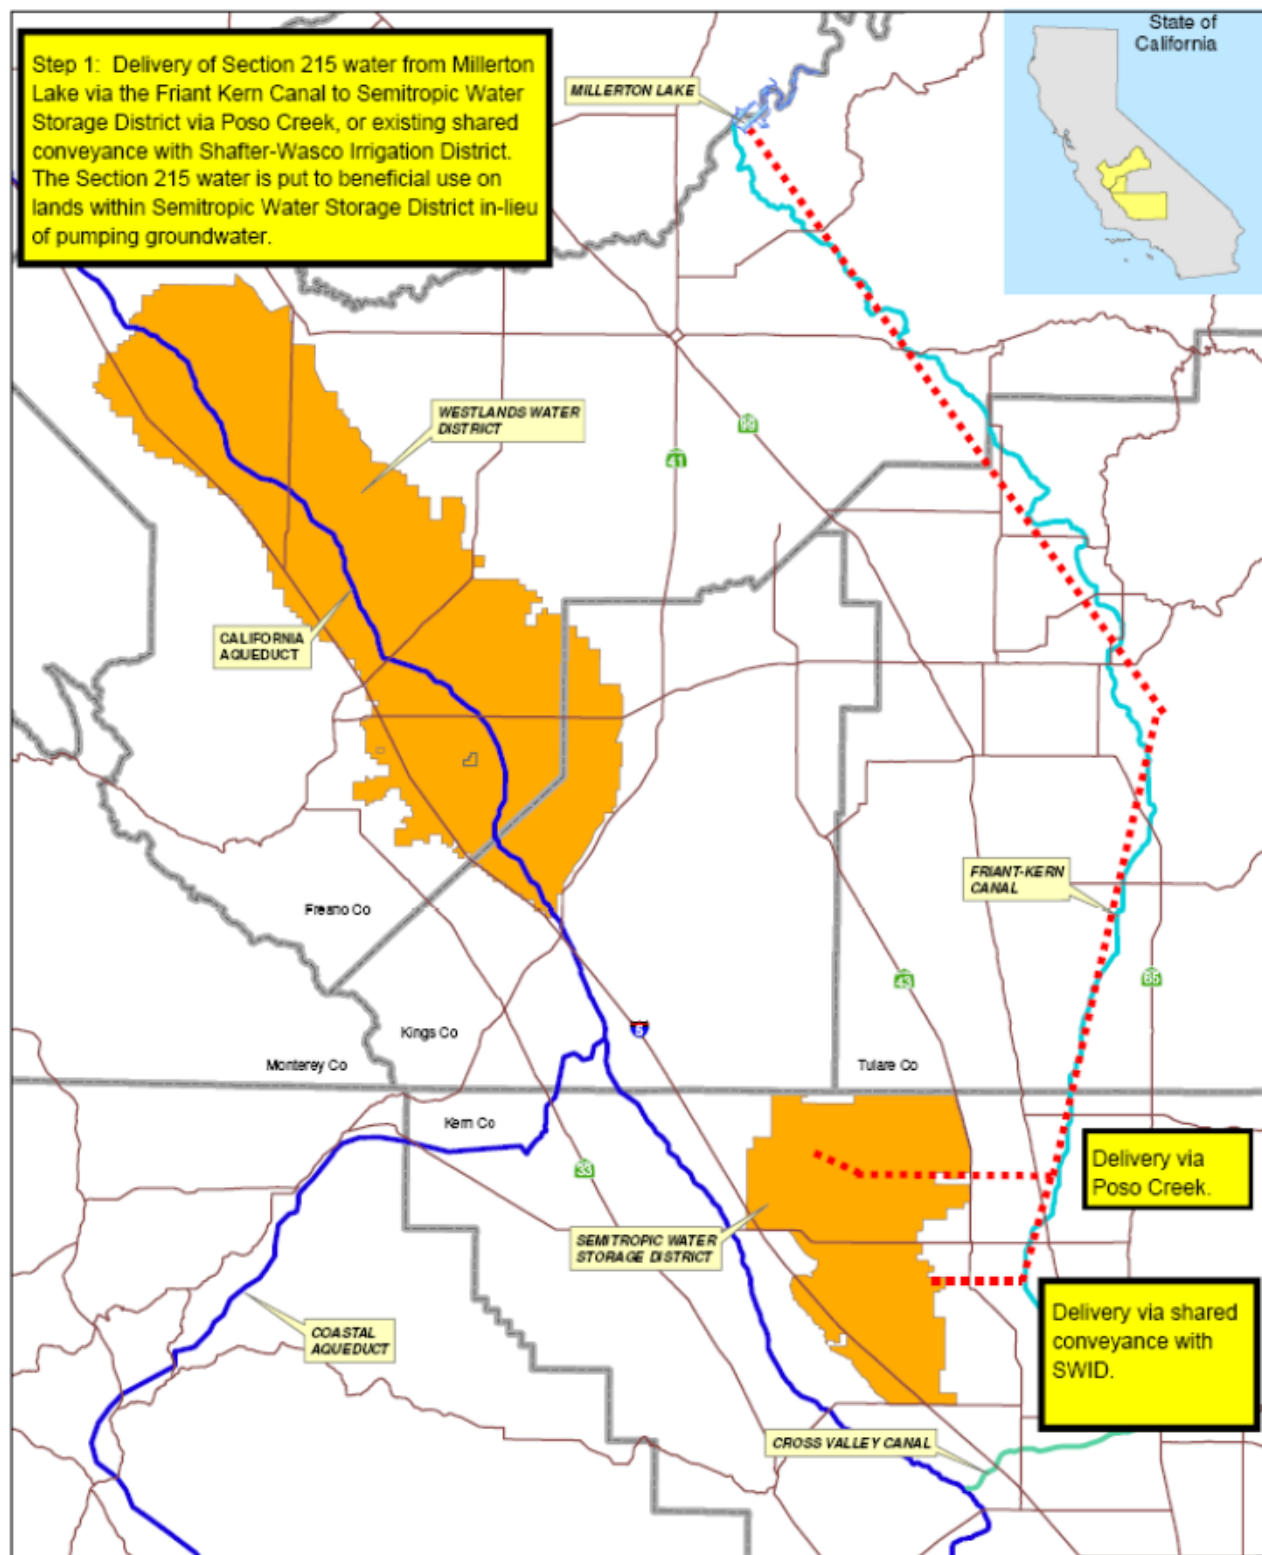 State of
California
Step 1:  Delivery of Section 215 water from Millerton
Lake via the Friant Kern Canal to Semitropic Water
Storage District via Poso Creek, or existing shared
conveyance with Shafter-Wasco Irrigation District.
The Section 215 water is put to beneficial use on
lands within Semitropic Water Storage District in-lieu
of pumping groundwater.
MILLERTON LAKE
WESTLANDS WATER
DISTRICT
99
41
CALIFORNIA
AQUEDUCT
FRIANT-KERN
CANAL
Fresno Co
43
65
Kings Co
5
Monterey Co
Tulare Co
Kern Co
33
Delivery via
Poso Creek.
SEMITROPIC WATER
STORAGE DISTRICT
Delivery via shared
conveyance with
SWID.
COASTAL
AQUEDUCT
CROSS VALLEY CANAL